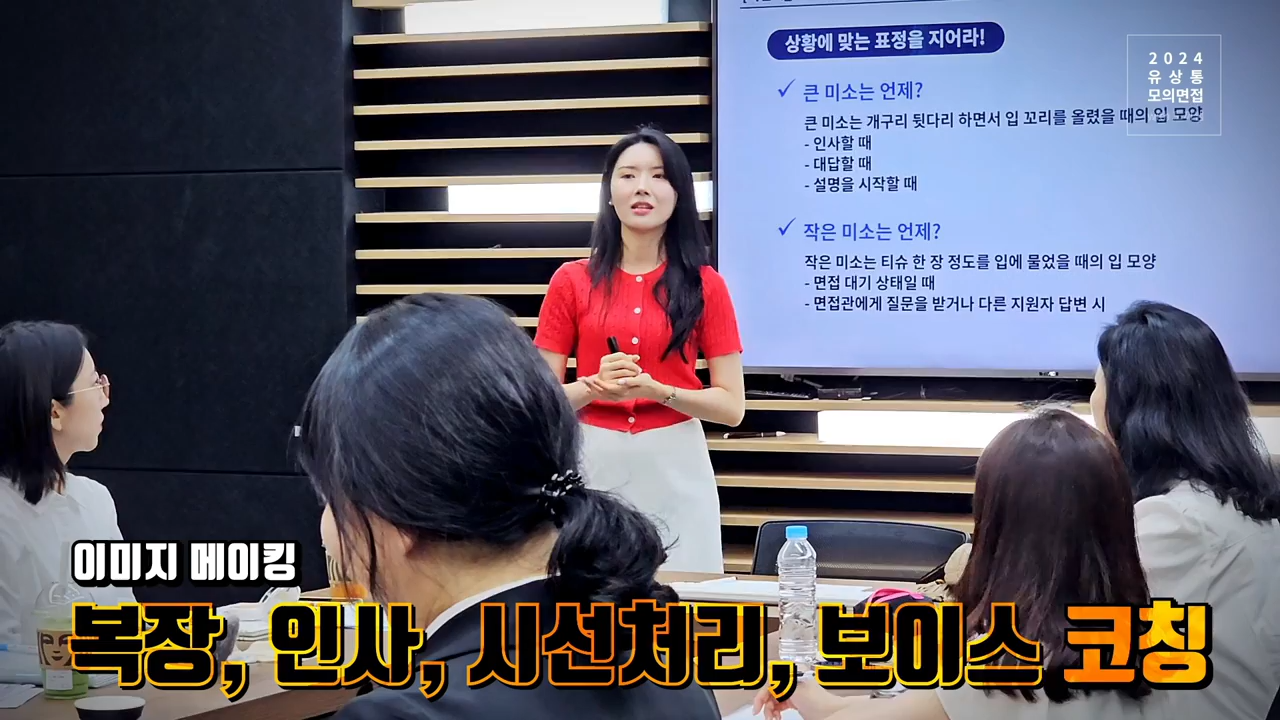 상황에 맞는 표정을 지어라!
✓ 큰 미소는 언제?
큰 미소는 개구리 뒷다리 하면서 입 꼬리를 올렸을 때의 입 모양
- 인사할 때
- 대답할 때
- 설명을 시작할 때
✓ 작은 미소는 언제?
작은 미소는 티슈 한 장 정도를 입에 물었을 때의 입 모양
- 면접 대기 상태일 때
- 면접관에게 질문을 받거나 다른 지원자 답변 시
2024
유상통
모의면접
이미지 메이킹
복장, 인사, 시선처리, 보이스 코칭